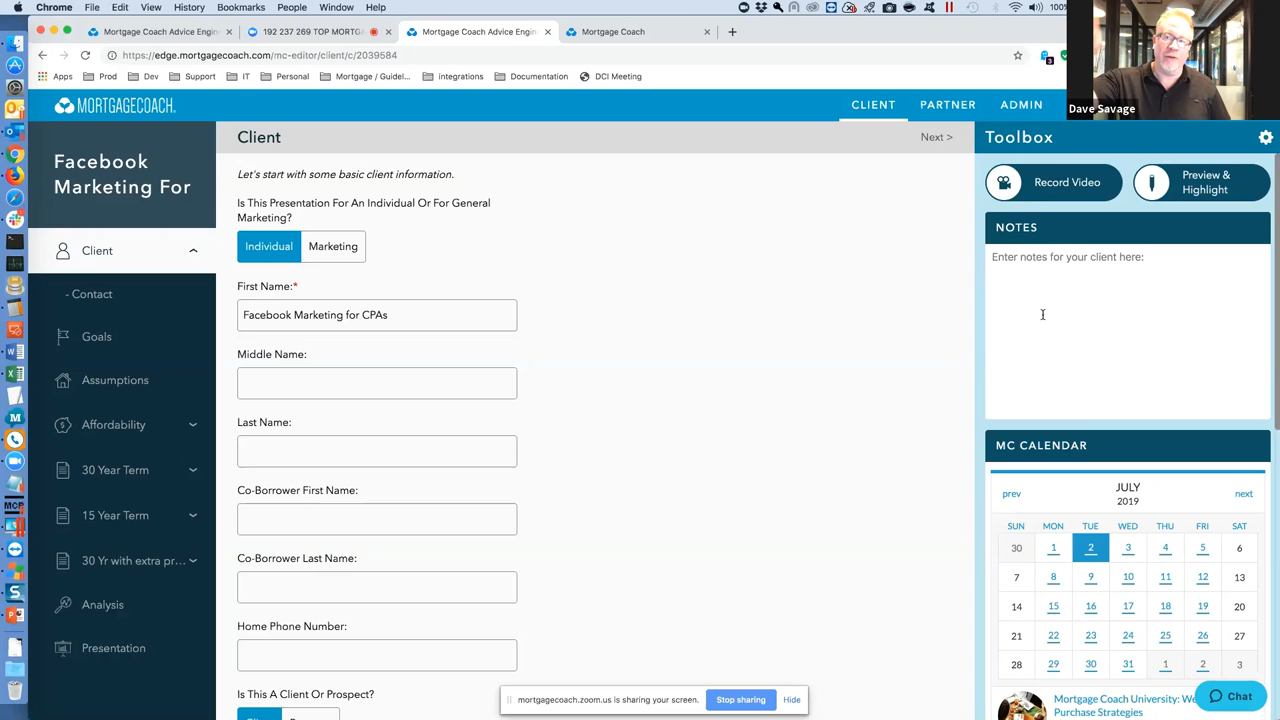 Chrome File Edit View History Bookmarks People Window Help
100%
Mortgage Coach Advice Engin
192 237 269 TOP MORTGA
Mortgage Coach Advice Engin
Mortgage Coach
https://edge.mortgagecoach.com/mc-editor/client/c/2039584
3
Apps Prod Dev Support IT Personal Mortgage / Guidel... integrations Documentation DCI Meeting
Dave Savage
MORTGAGECOACH
CLIENT PARTNER ADMIN
Facebook
Marketing For
Client
- Contact
Goals
Assumptions
Affordability
30 Year Term
15 Year Term
30 Yr with extra pr...
Analysis
Presentation
Client
Next >
Let's start with some basic client information.
Is This Presentation For An Individual Or For General
Marketing?
Individual Marketing
First Name:*
Facebook Marketing for CPAs
Middle Name:
Last Name:
Co-Borrower First Name:
Co-Borrower Last Name:
Home Phone Number:
Is This A Client Or Prospect?
mortgagecoach.zoom.us is sharing your screen. Stop sharing Hide
Toolbox
Record Video
Preview &
Highlight
NOTES
Enter notes for your client here:
MC CALENDAR
prev JULY next
2019
SUN MON TUE WED THU FRI SAT
30 1 2 3 4 5 6
7 8 9 10 11 12 13
14 15 16 17 18 19 20
21 22 23 24 25 26 27
28 29 30 31 1 2 3
Mortgage Coach University:
Purchase Strategies
Chat